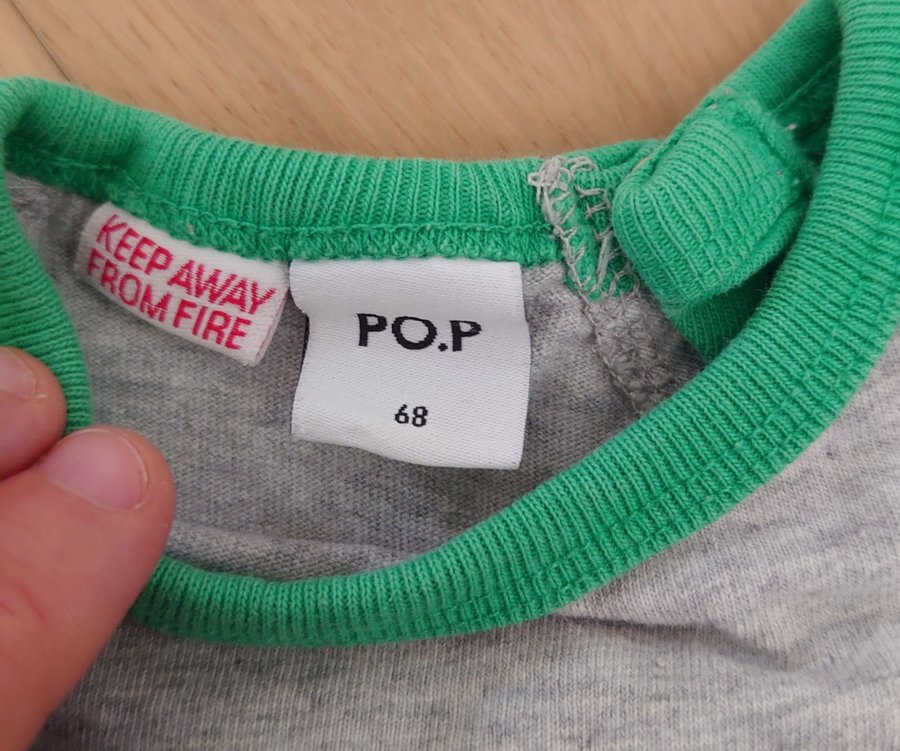 KEEP AWAY
FROM FIRE
PO.P
68